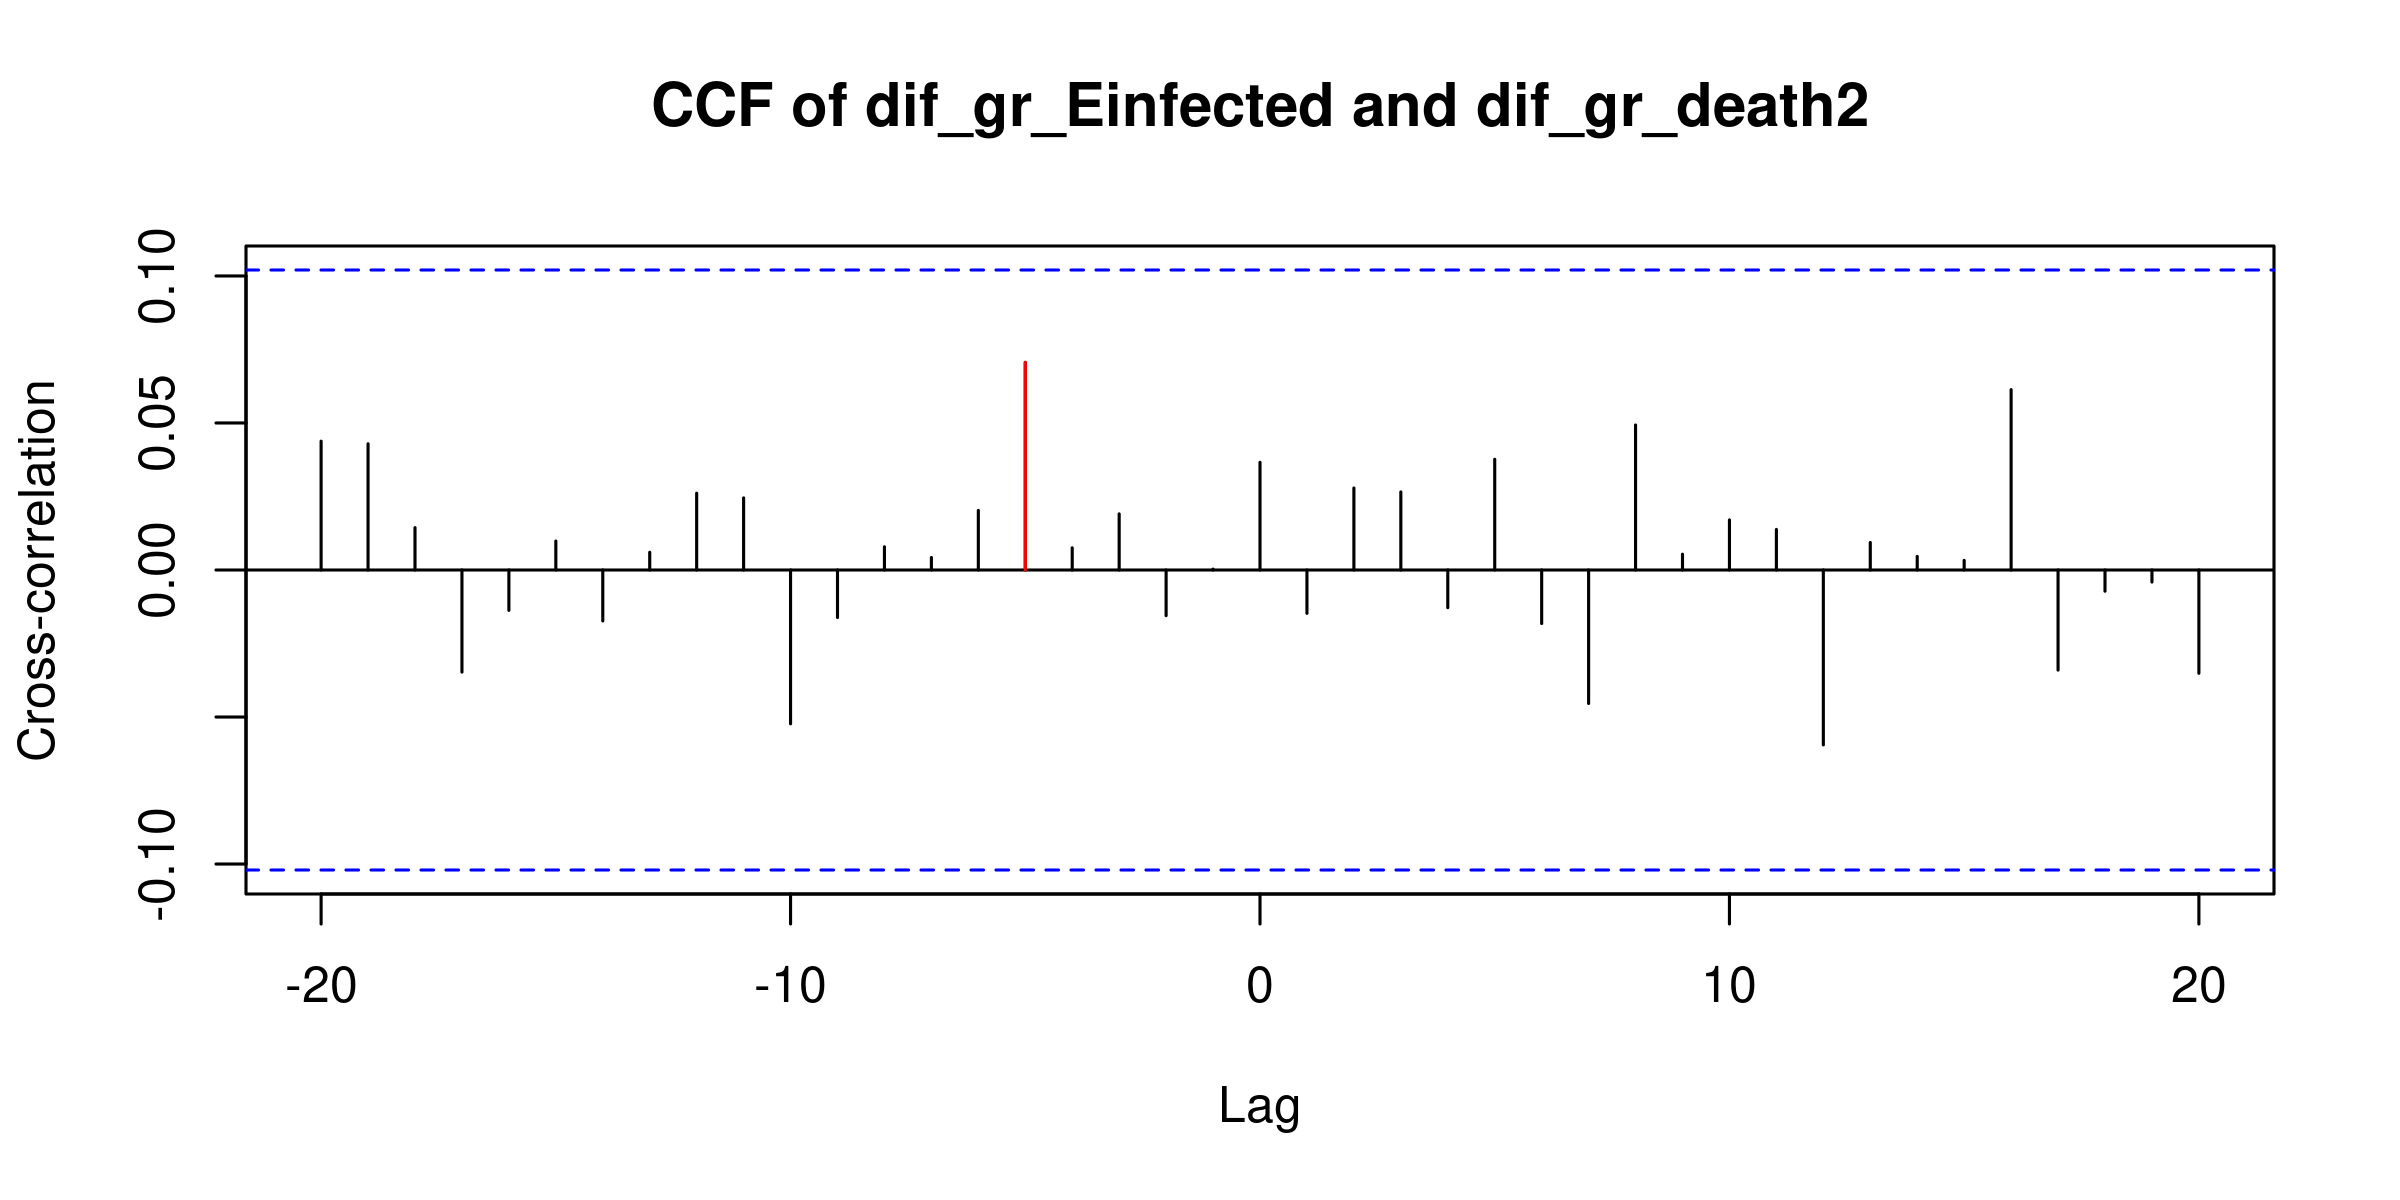 CCF of dif_gr_Einfected and dif_gr_death2
Cross-correlation
0.10
0.05
0.00
-0.10
-20 -10 0 10 20
Lag